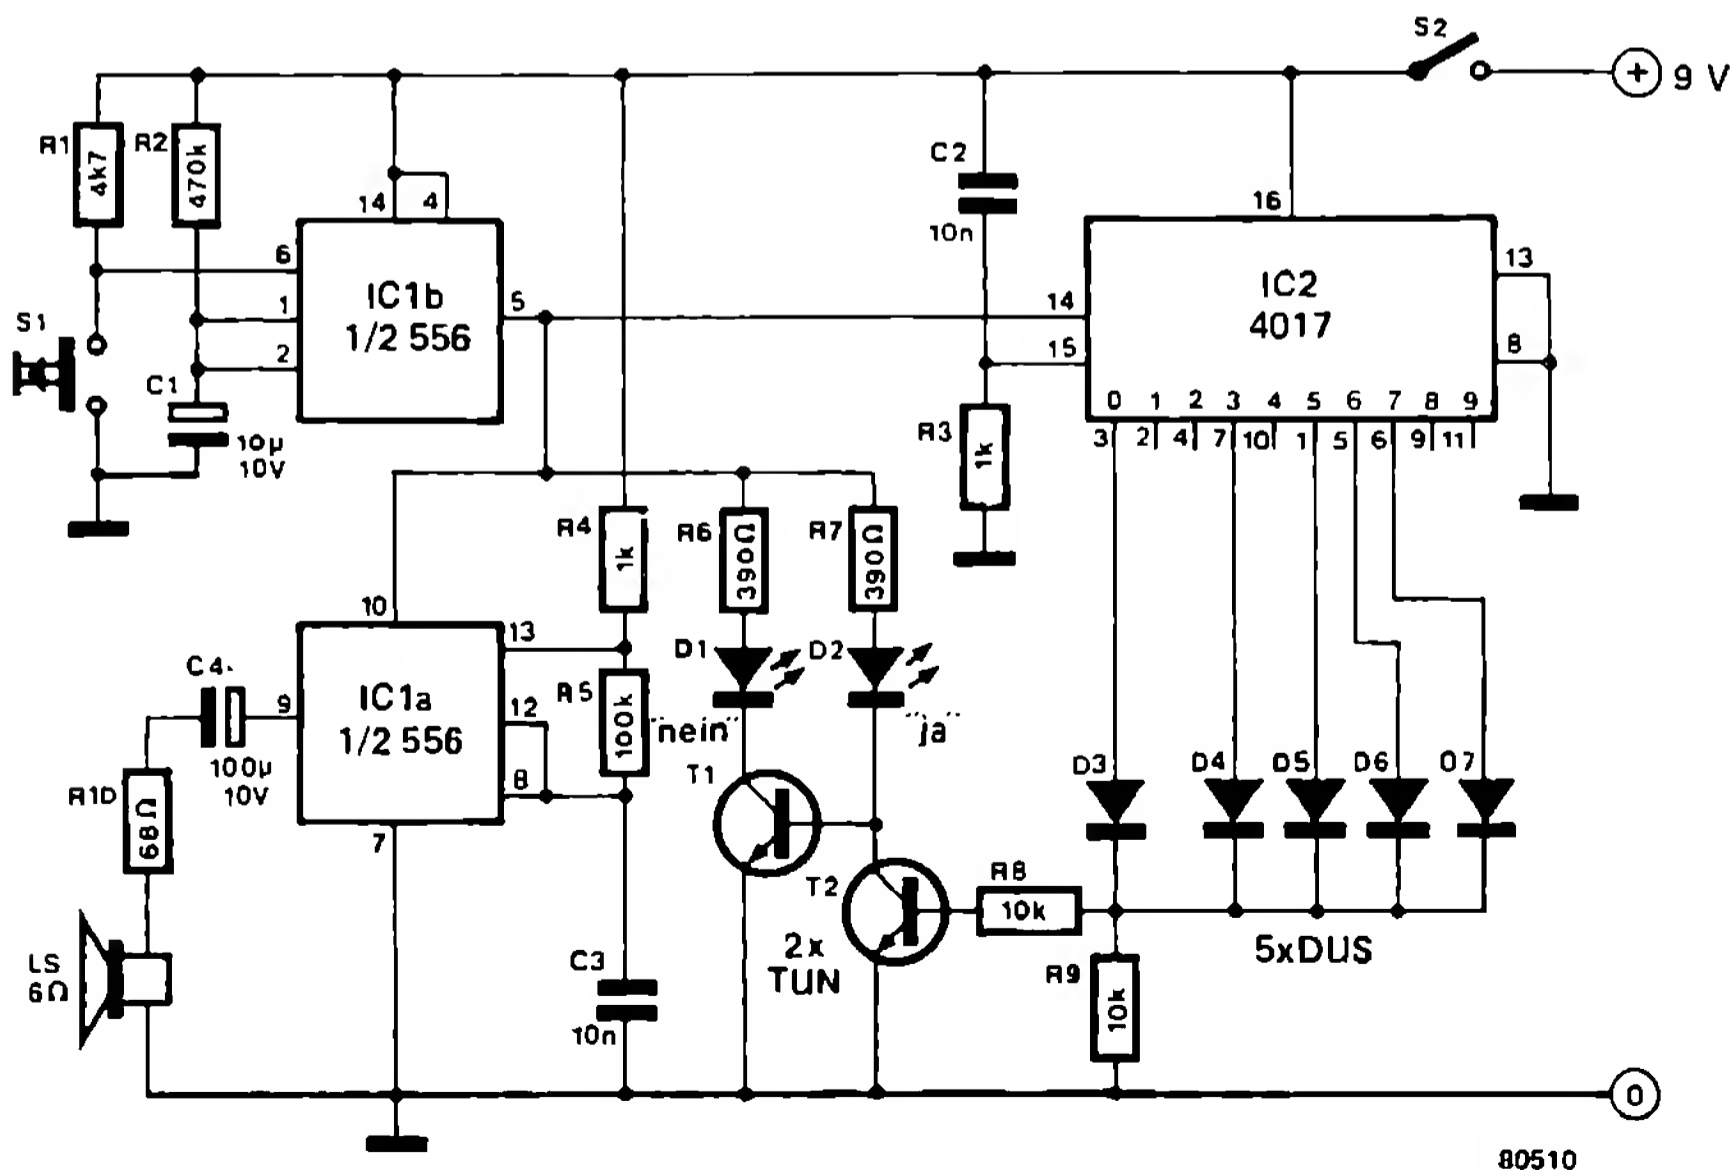 S2
+ 9 V
R1
4k7
R2
470k
C2
10n
14
4
16
6
1
2
IC1b
1/2 556
5
14
15
IC2
4017
13
8
S1
C1
10µ
10V
0 1 2 3 4 5 6 7 8 9
3 2 4 7 10 1 5 6 9 11
R3
1k
R4
1k
R6
390Ω
R7
390Ω
10
13
12
8
9
7
IC1a
1/2 556
C4
100µ
10V
R5
100k
D1
D2
"nein"
"ja"
T1
T2
2x
TUN
R10
68Ω
LS
6Ω
C3
10n
D3
D4
D5
D6
D7
R8
10k
5xDUS
R9
10k
0
80510